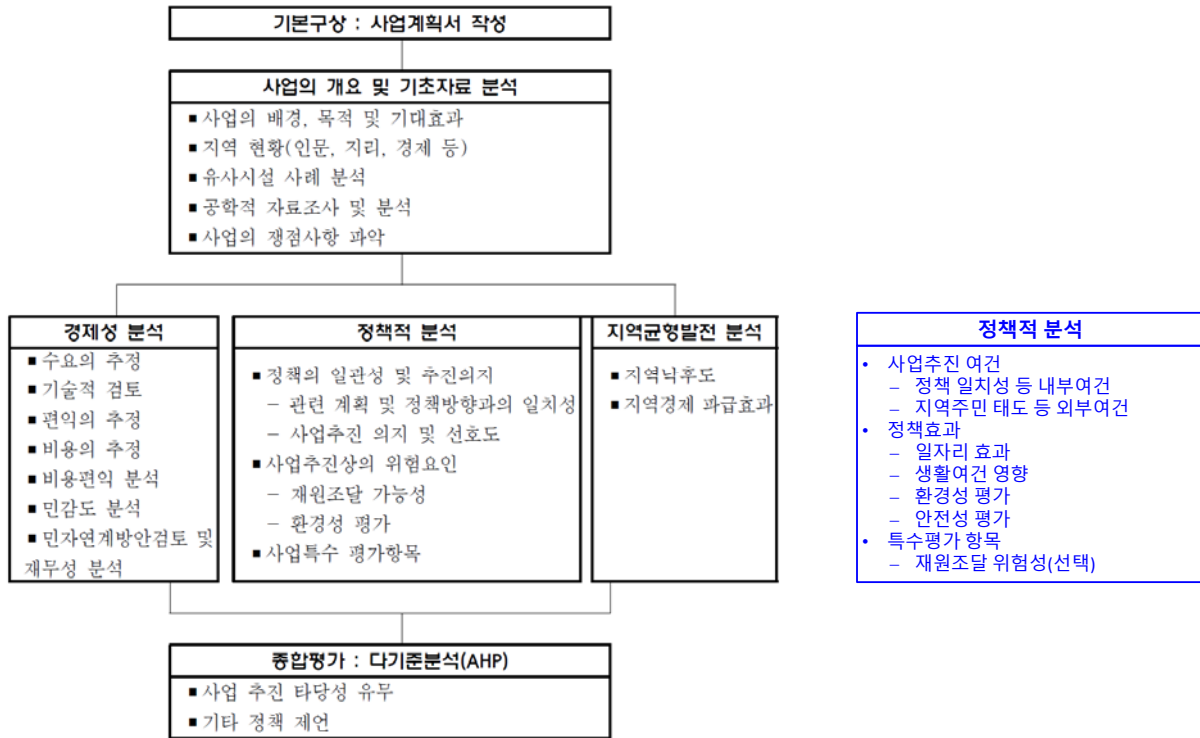 기본구상 : 사업계획서 작성
사업의 개요 및 기초자료 분석
■ 사업의 배경, 목적 및 기대효과
■ 지역 현황(인문, 지리, 경제 등)
■ 유사시설 사례 분석
■ 공학적 자료조사 및 분석
■ 사업의 쟁점사항 파악
경제성 분석
■ 수요의 추정
■ 기술적 검토
■ 편익의 추정
■ 비용의 추정
■ 비용편익 분석
■ 민감도 분석
■ 민자연계방안검토 및
재무성 분석
정책적 분석
■ 정책의 일관성 및 추진의지
– 관련 계획 및 정책방향과의 일치성
– 사업추진 의지 및 선호도
■ 사업추진상의 위험요인
– 재원조달 가능성
– 환경성 평가
■ 사업특수 평가항목
지역균형발전 분석
■ 지역낙후도
■ 지역경제 파급효과
정책적 분석
• 사업추진 여건
– 정책 일치성 등 내부여건
– 지역주민 태도 등 외부여건
• 정책효과
– 일자리 효과
– 생활여건 영향
– 환경성 평가
– 안전성 평가
• 특수평가 항목
– 재원조달 위험성(선택)
종합평가 : 다기준분석(AHP)
■ 사업 추진 타당성 유무
■ 기타 정책 제언